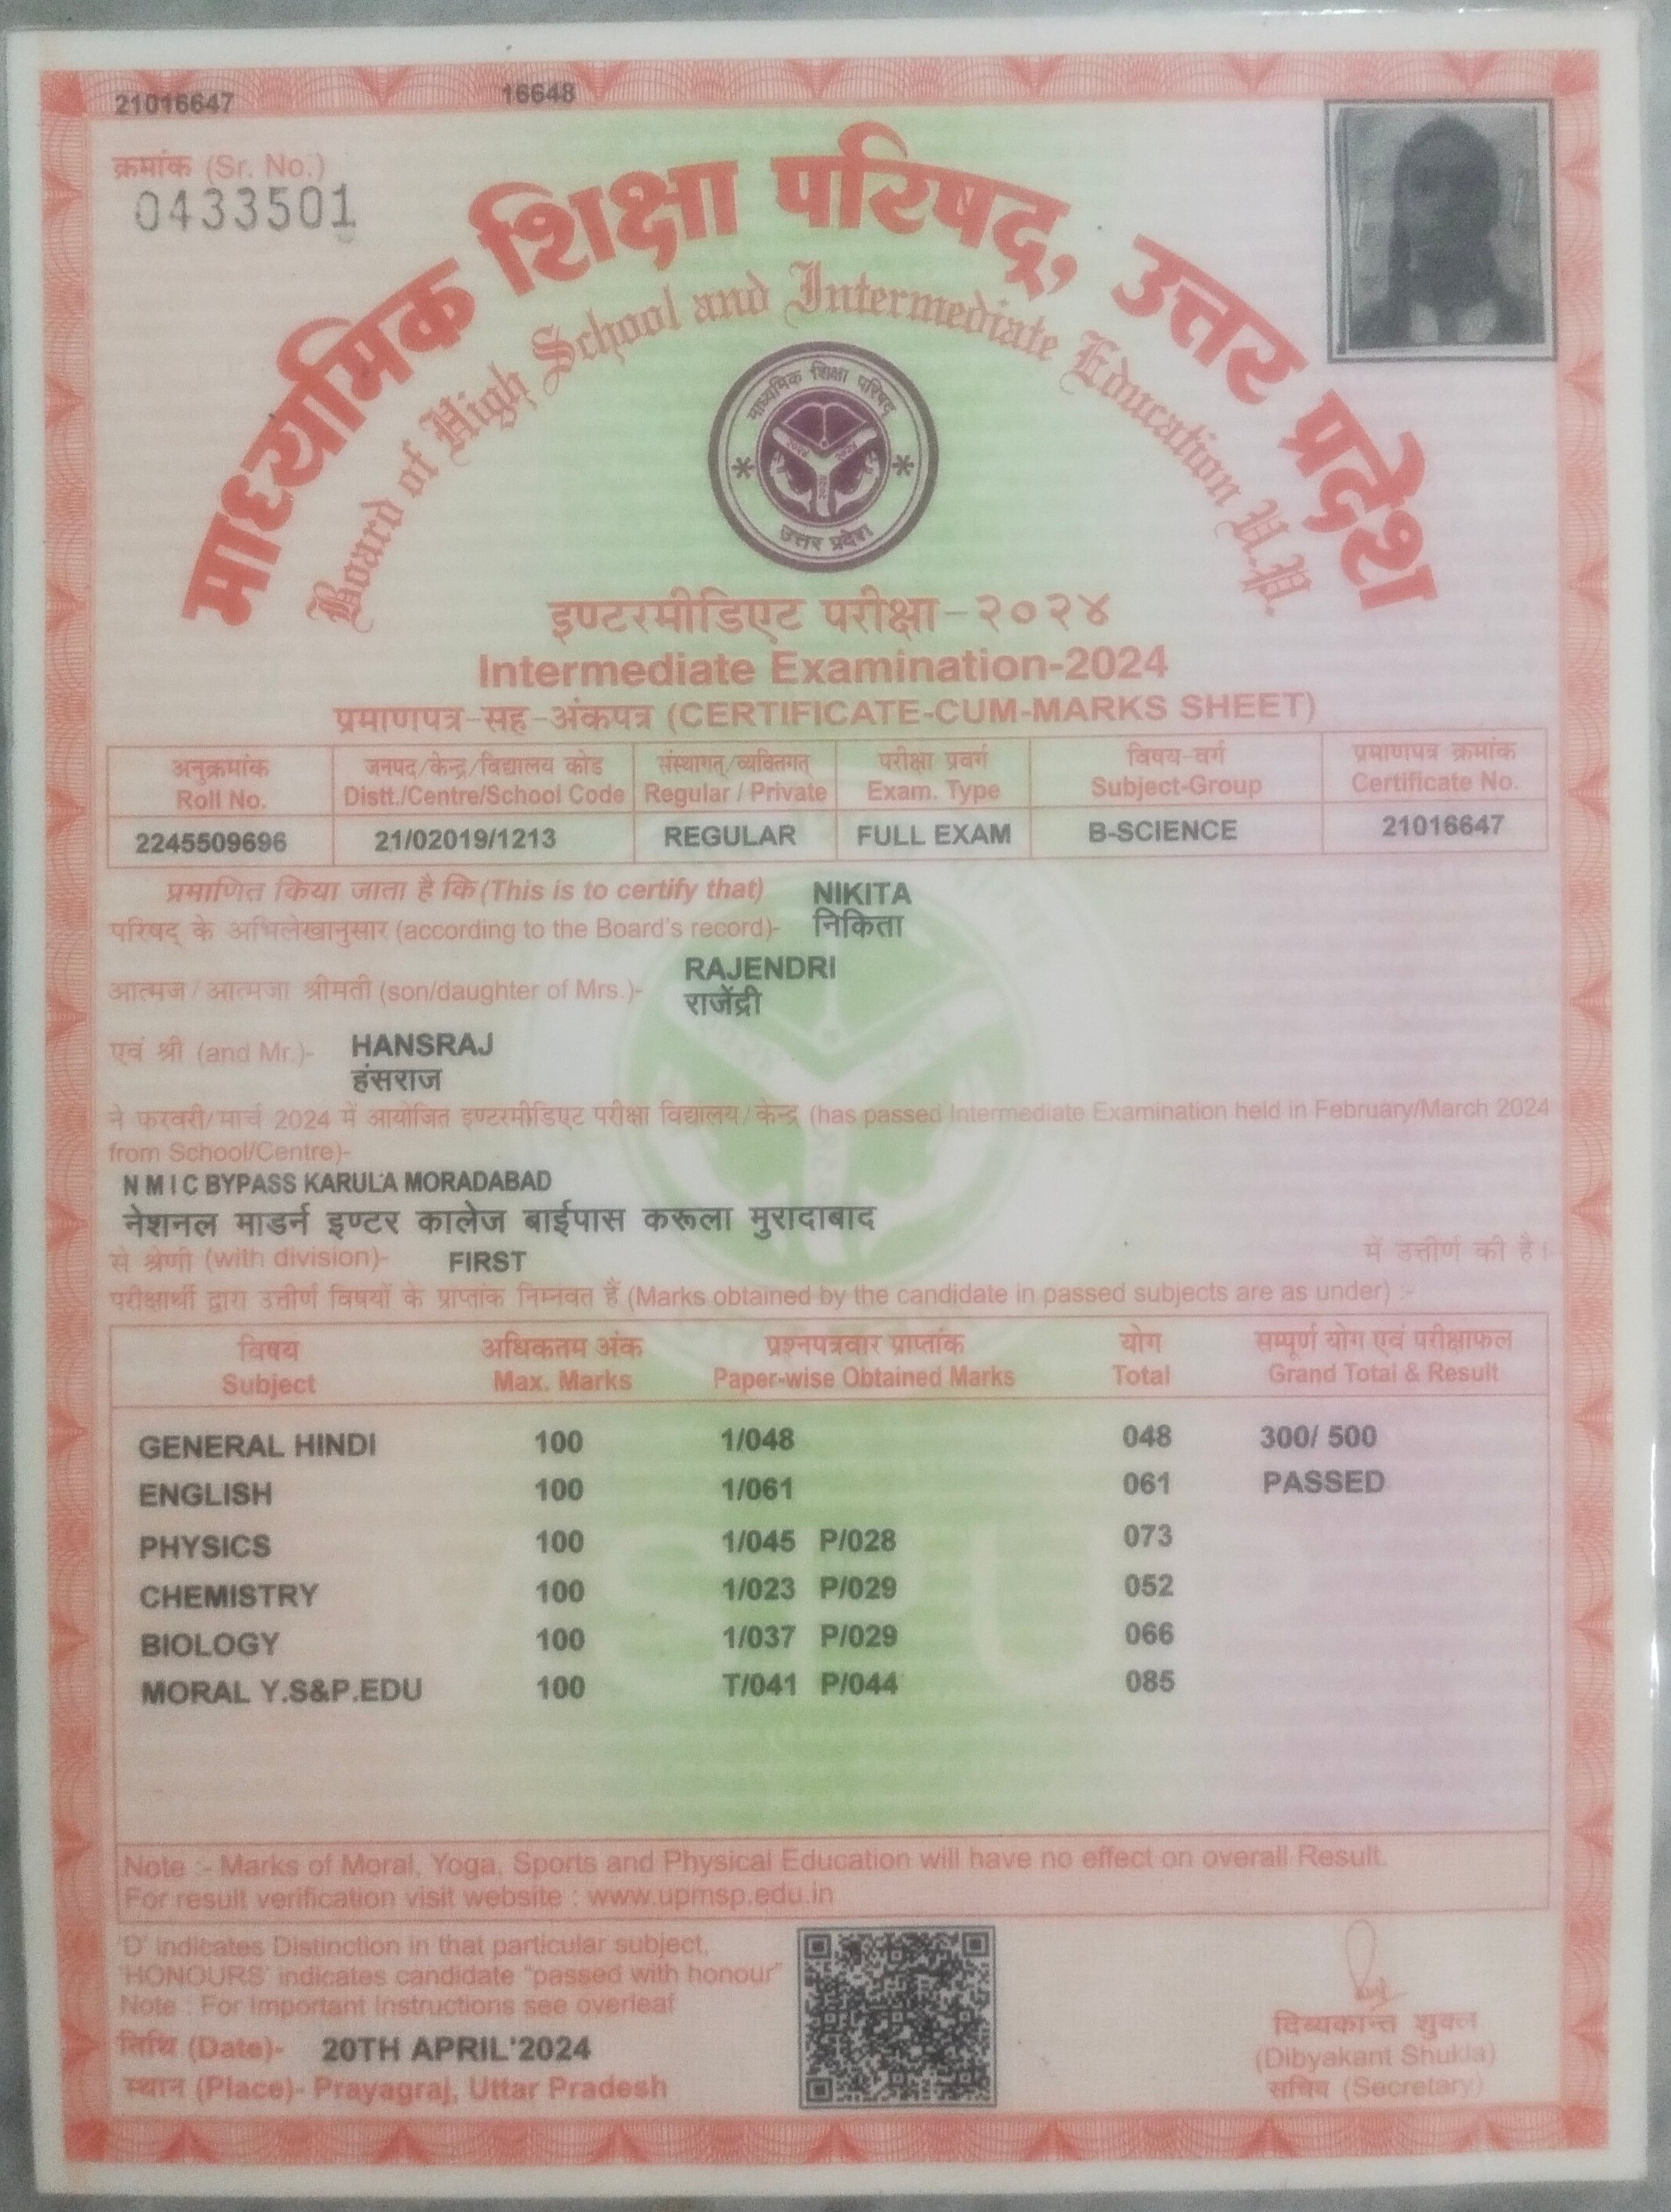 21016647 16648
क्रमांक (Sr. No.)
0433501
माध्यमिक शिक्षा परिषद्, उत्तर प्रदेश
Board of High School and Intermediate Education U.P.
माध्यमिक शिक्षा परिषद्
उत्तर प्रदेश
इण्टरमीडिएट परीक्षा-२०२४
Intermediate Examination-2024
प्रमाणपत्र-सह-अंकपत्र (CERTIFICATE-CUM-MARKS SHEET)
अनुक्रमांक जनपद/केन्द्र/विद्यालय कोड संस्थागत्/व्यक्तिगत् परीक्षा प्रवर्ग विषय-वर्ग प्रमाणपत्र क्रमांक
Roll No. Distt./Centre/School Code Regular / Private Exam. Type Subject-Group Certificate No.
2245509696 21/02019/1213 REGULAR FULL EXAM B-SCIENCE 21016647
प्रमाणित किया जाता है कि (This is to certify that) NIKITA
परिषद् के अभिलेखानुसार (according to the Board's record)- निकिता
RAJENDRI
आत्मज/आत्मजा श्रीमती (son/daughter of Mrs.)- राजेंद्री
एवं श्री (and Mr.)- HANSRAJ
हंसराज
ने फरवरी/मार्च 2024 में आयोजित इण्टरमीडिएट परीक्षा विद्यालय/केन्द्र (has passed Intermediate Examination held in February/March 2024
from School/Centre)-
N M I C BYPASS KARULA MORADABAD
नेशनल माडर्न इण्टर कालेज बाईपास करूला मुरादाबाद
से श्रेणी (with division)- FIRST में उत्तीर्ण की है।
परीक्षार्थी द्वारा उत्तीर्ण विषयों के प्राप्तांक निम्नवत हैं (Marks obtained by the candidate in passed subjects are as under) :-
विषय अधिकतम अंक प्रश्नपत्रवार प्राप्तांक योग सम्पूर्ण योग एवं परीक्षाफल
Subject Max. Marks Paper-wise Obtained Marks Total Grand Total & Result
GENERAL HINDI 100 1/048 048 300/ 500
ENGLISH 100 1/061 061 PASSED
PHYSICS 100 1/045 P/028 073
CHEMISTRY 100 1/023 P/029 052
BIOLOGY 100 1/037 P/029 066
MORAL Y.S&P.EDU 100 T/041 P/044 085
Note :- Marks of Moral, Yoga, Sports and Physical Education will have no effect on overall Result.
For result verification visit website : www.upmsp.edu.in
'D' indicates Distinction in that particular subject,
'HONOURS' indicates candidate "passed with honour"
Note : For Important Instructions see overleaf
तिथि (Date)- 20TH APRIL'2024
स्थान (Place)- Prayagraj, Uttar Pradesh
दिब्यकान्त शुक्ल
(Dibyakant Shukla)
सचिव (Secretary)